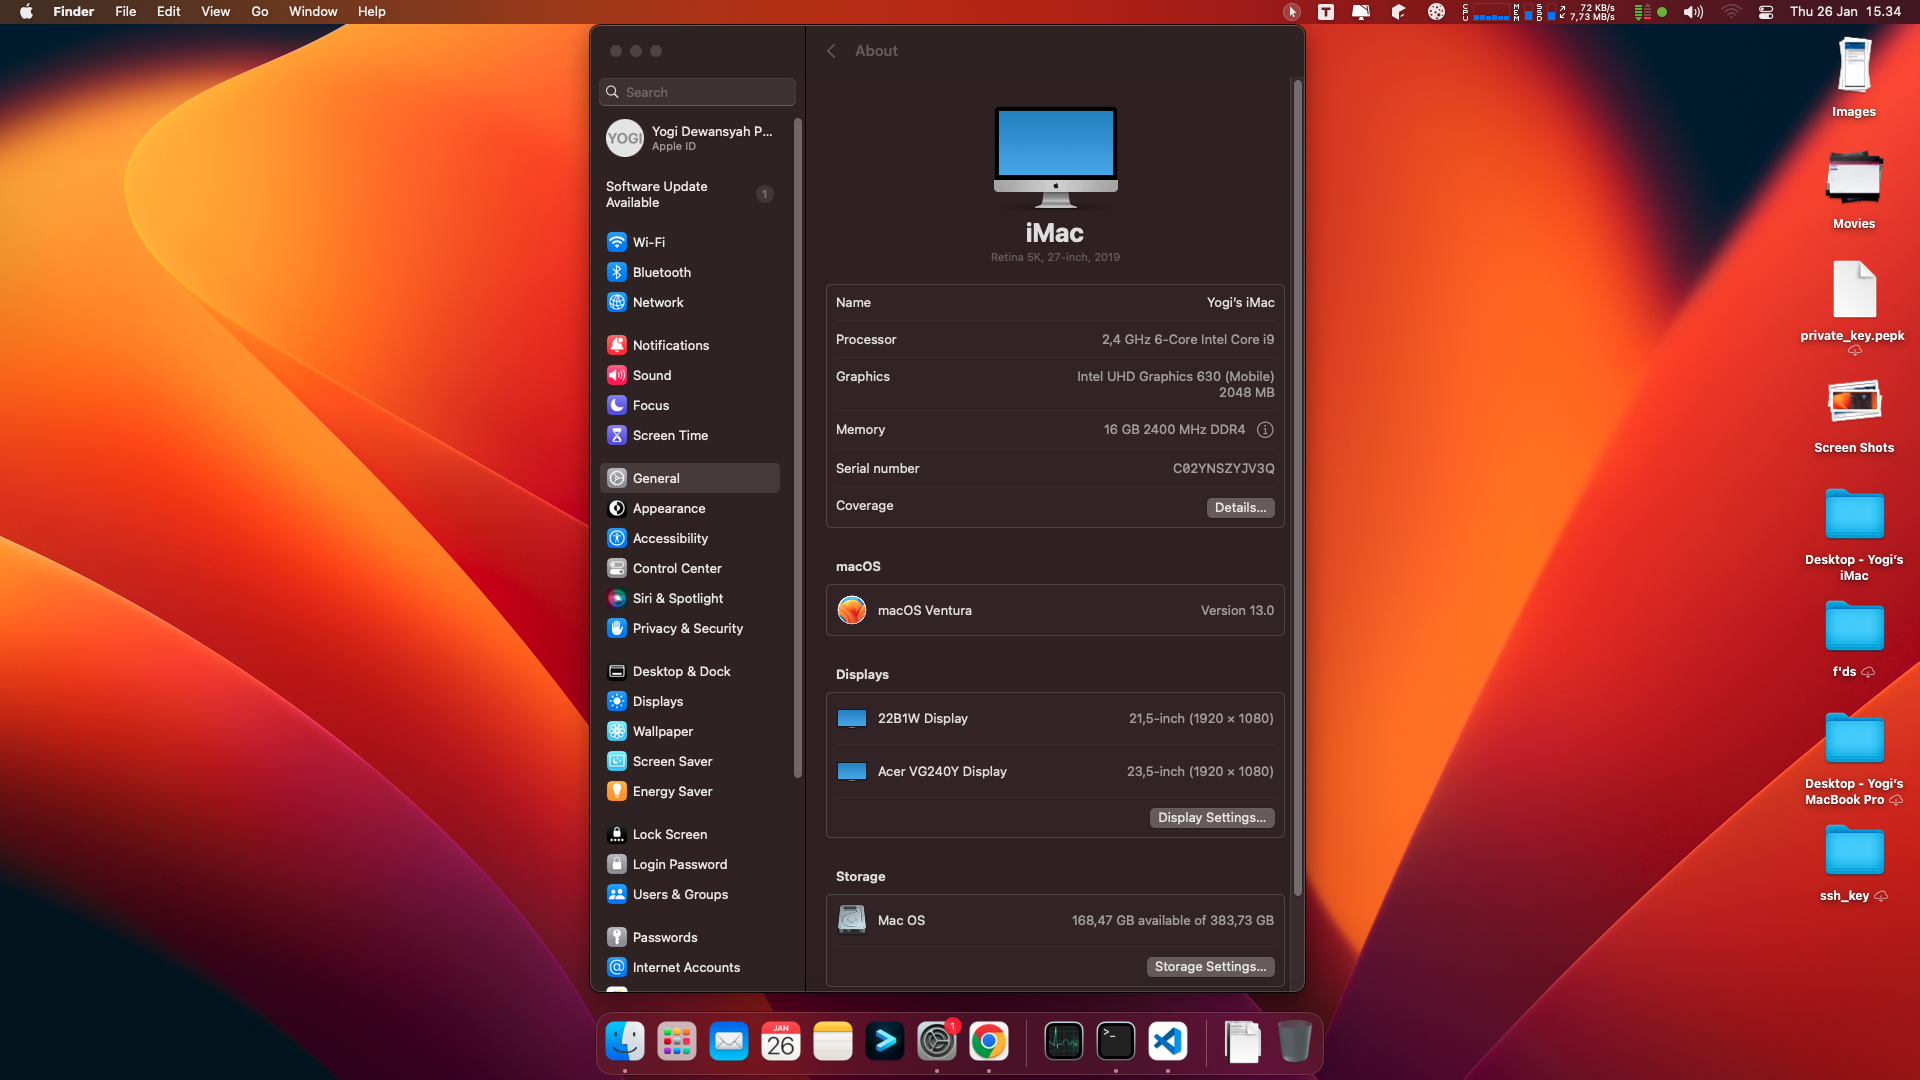 Finder File Edit View Go Window Help
72 KB/s
7,73 MB/s
Thu 26 Jan 15.34
About
Search
YOGI
Yogi Dewansyah P...
Apple ID
Software Update
Available
1
Wi-Fi
Bluetooth
Network
Notifications
Sound
Focus
Screen Time
General
Appearance
Accessibility
Control Center
Siri & Spotlight
Privacy & Security
Desktop & Dock
Displays
Wallpaper
Screen Saver
Energy Saver
Lock Screen
Login Password
Users & Groups
Passwords
Internet Accounts
iMac
Retina 5K, 27-inch, 2019
Name Yogi’s iMac
Processor 2,4 GHz 6-Core Intel Core i9
Graphics Intel UHD Graphics 630 (Mobile)
2048 MB
Memory 16 GB 2400 MHz DDR4
Serial number C02YNSZYJV3Q
Coverage Details...
macOS
macOS Ventura Version 13.0
Displays
22B1W Display 21,5-inch (1920 × 1080)
Acer VG240Y Display 23,5-inch (1920 × 1080)
Display Settings...
Storage
Mac OS 168,47 GB available of 383,73 GB
Storage Settings...
Images
Movies
private_key.pepk
Screen Shots
Desktop - Yogi’s
iMac
f'ds
Desktop - Yogi’s
MacBook Pro
ssh_key
JAN
26
1